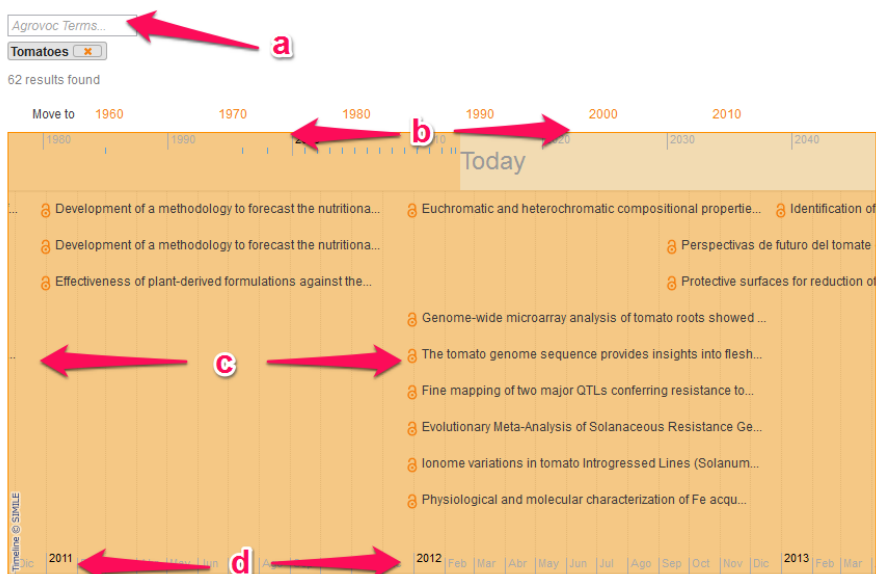 Agrovoc Terms...
a
Tomatoes x
62 results found
Move to 1960 1970 1980 1990 2000 2010
b
1980 1990 2030 2040
Today
Development of a methodology to forecast the nutritiona... Euchromatic and heterochromatic compositional propertie... Identification of
Development of a methodology to forecast the nutritiona... Perspectivas de futuro del tomate
Effectiveness of plant-derived formulations against the... Protective surfaces for reduction of
Genome-wide microarray analysis of tomato roots showed ...
c
The tomato genome sequence provides insights into flesh...
Fine mapping of two major QTLs conferring resistance to...
Evolutionary Meta-Analysis of Solanaceous Resistance Ge...
Ionome variations in tomato Introgressed Lines (Solanum...
Physiological and molecular characterization of Fe acqu...
Timeline © SIMILE
Dic 2011 Jun d 2012 Feb Mar Abr May Jun Jul Ago Sep Oct Nov Dic 2013 Feb Mar